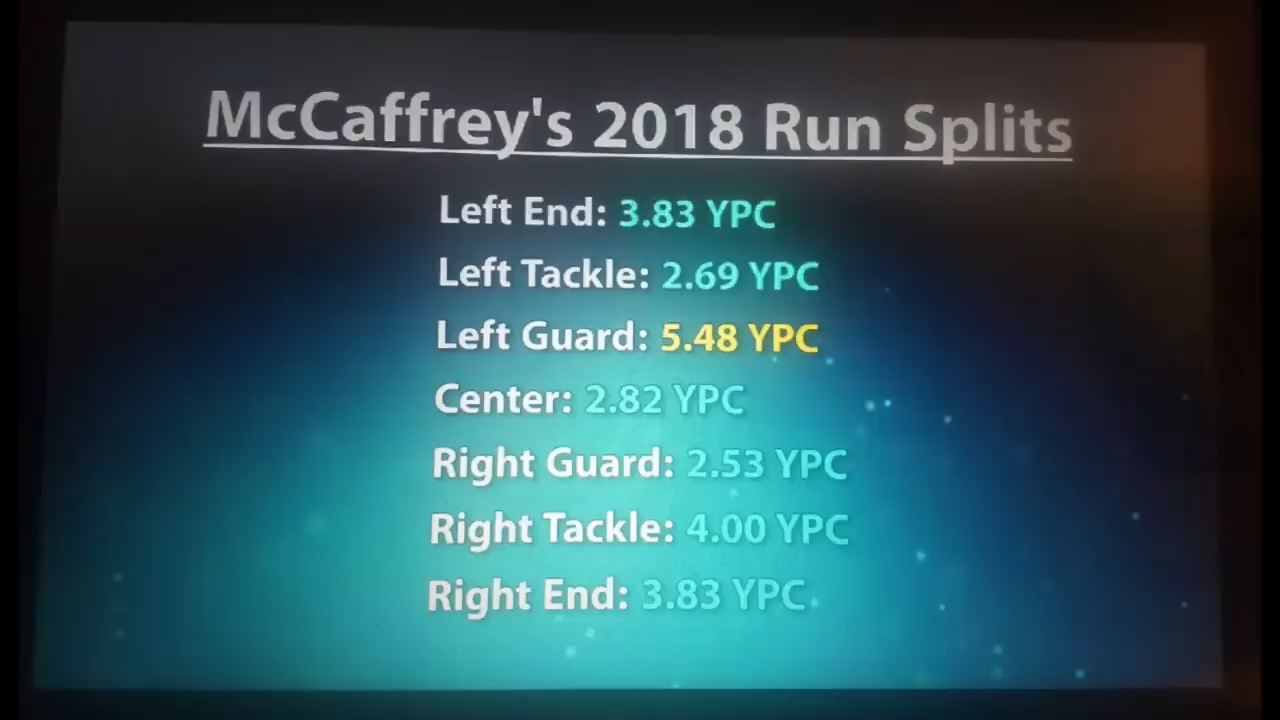 McCaffrey's 2018 Run Splits
Left End: 3.83 YPC
Left Tackle: 2.69 YPC
Left Guard: 5.48 YPC
Center: 2.82 YPC
Right Guard: 2.53 YPC
Right Tackle: 4.00 YPC
Right End: 3.83 YPC